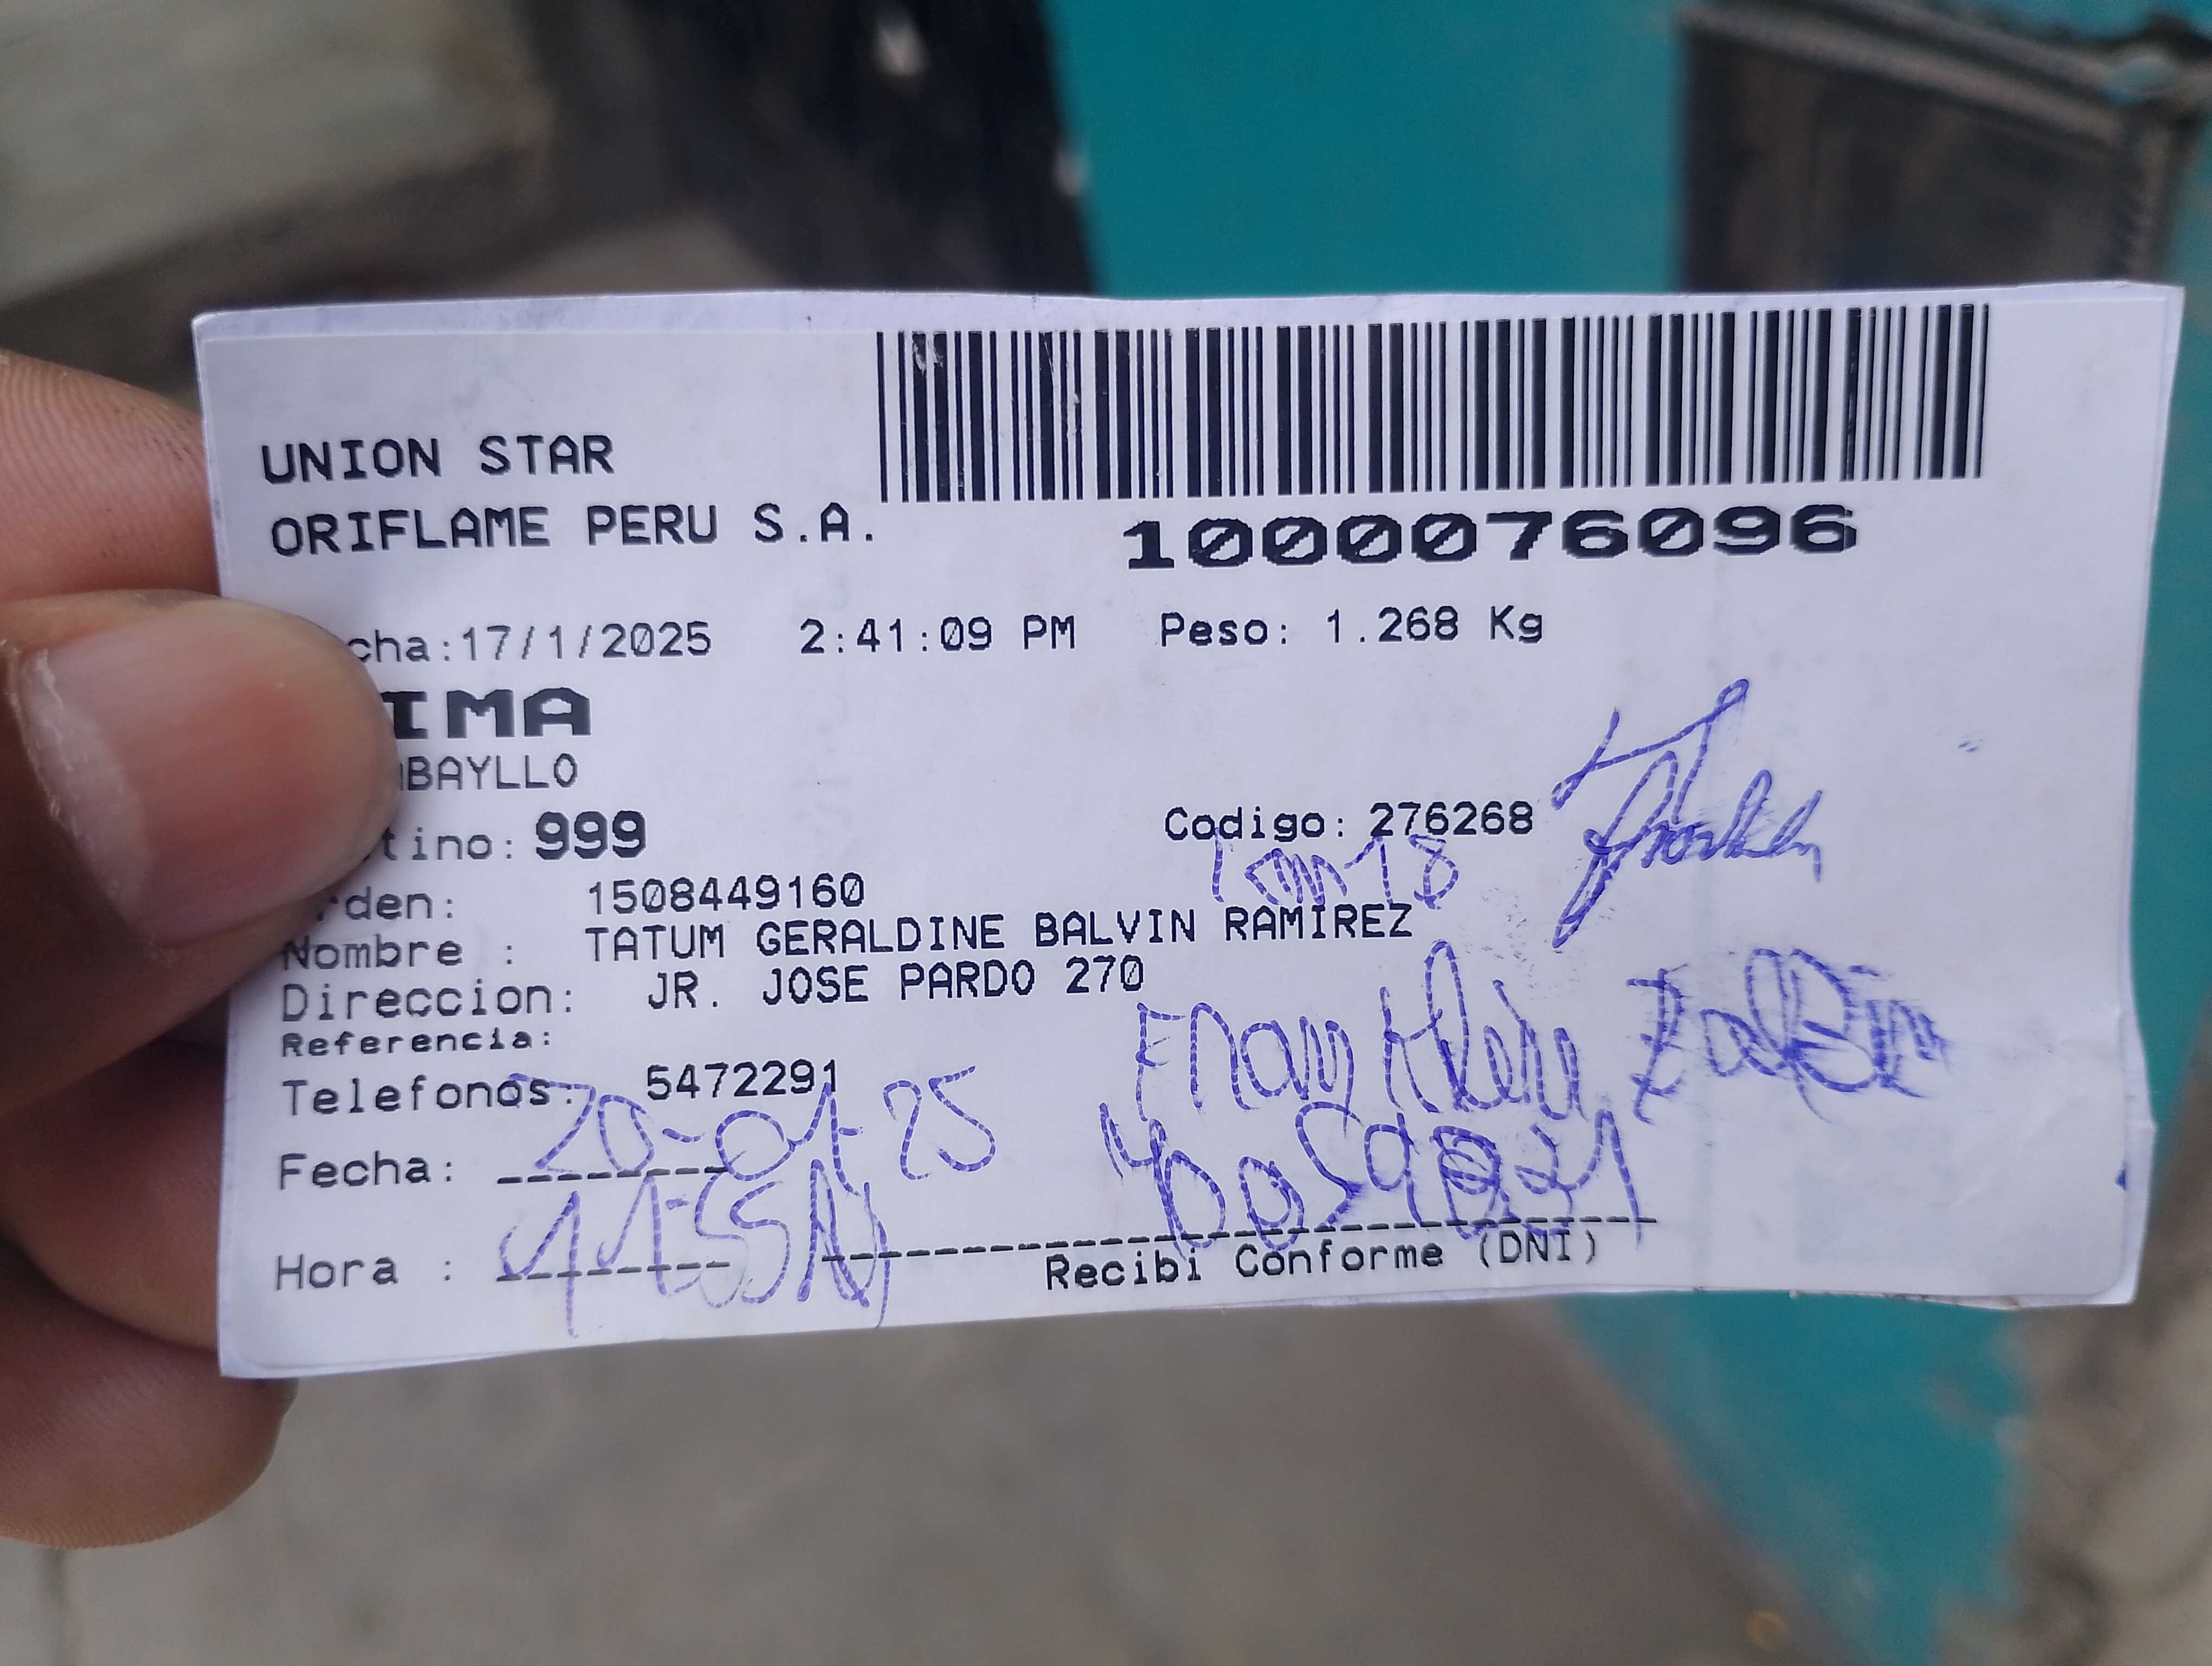 UNION STAR
ORIFLAME PERU S.A.
1000076096
cha:17/1/2025 2:41:09 PM Peso: 1.268 Kg
IMA
BAYLLO
tino: 999 Codigo: 276268
rden: 1508449160
Nombre : TATUM GERALDINE BALVIN RAMIREZ
Direccion: JR. JOSE PARDO 270
Referencia:
Telefonos: 5472291
Fecha: 20-01-25
Hora :
Recibi Conforme (DNI)